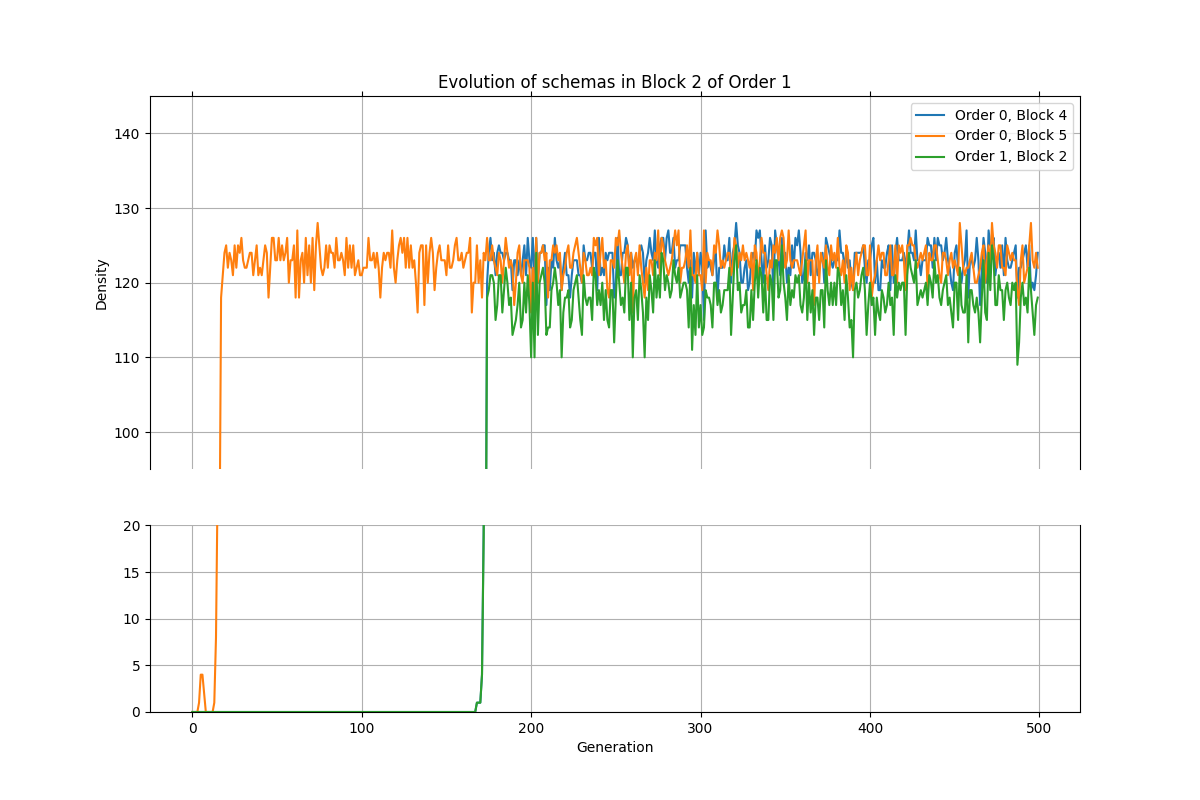 Evolution of schemas in Block 2 of Order 1
Order 0, Block 4
Order 0, Block 5
Order 1, Block 2
Density
140
130
120
110
100
20
15
10
5
0
0 100 200 300 400 500
Generation